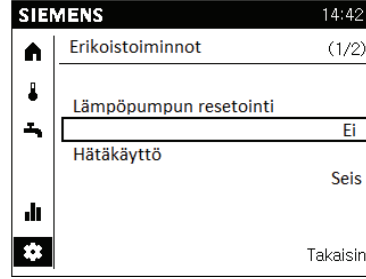 SIEMENS 14:42
Erikoistoiminnot (1/2)
Lämpöpumpun resetointi
Ei
Hätäkäyttö
Seis
Takaisin